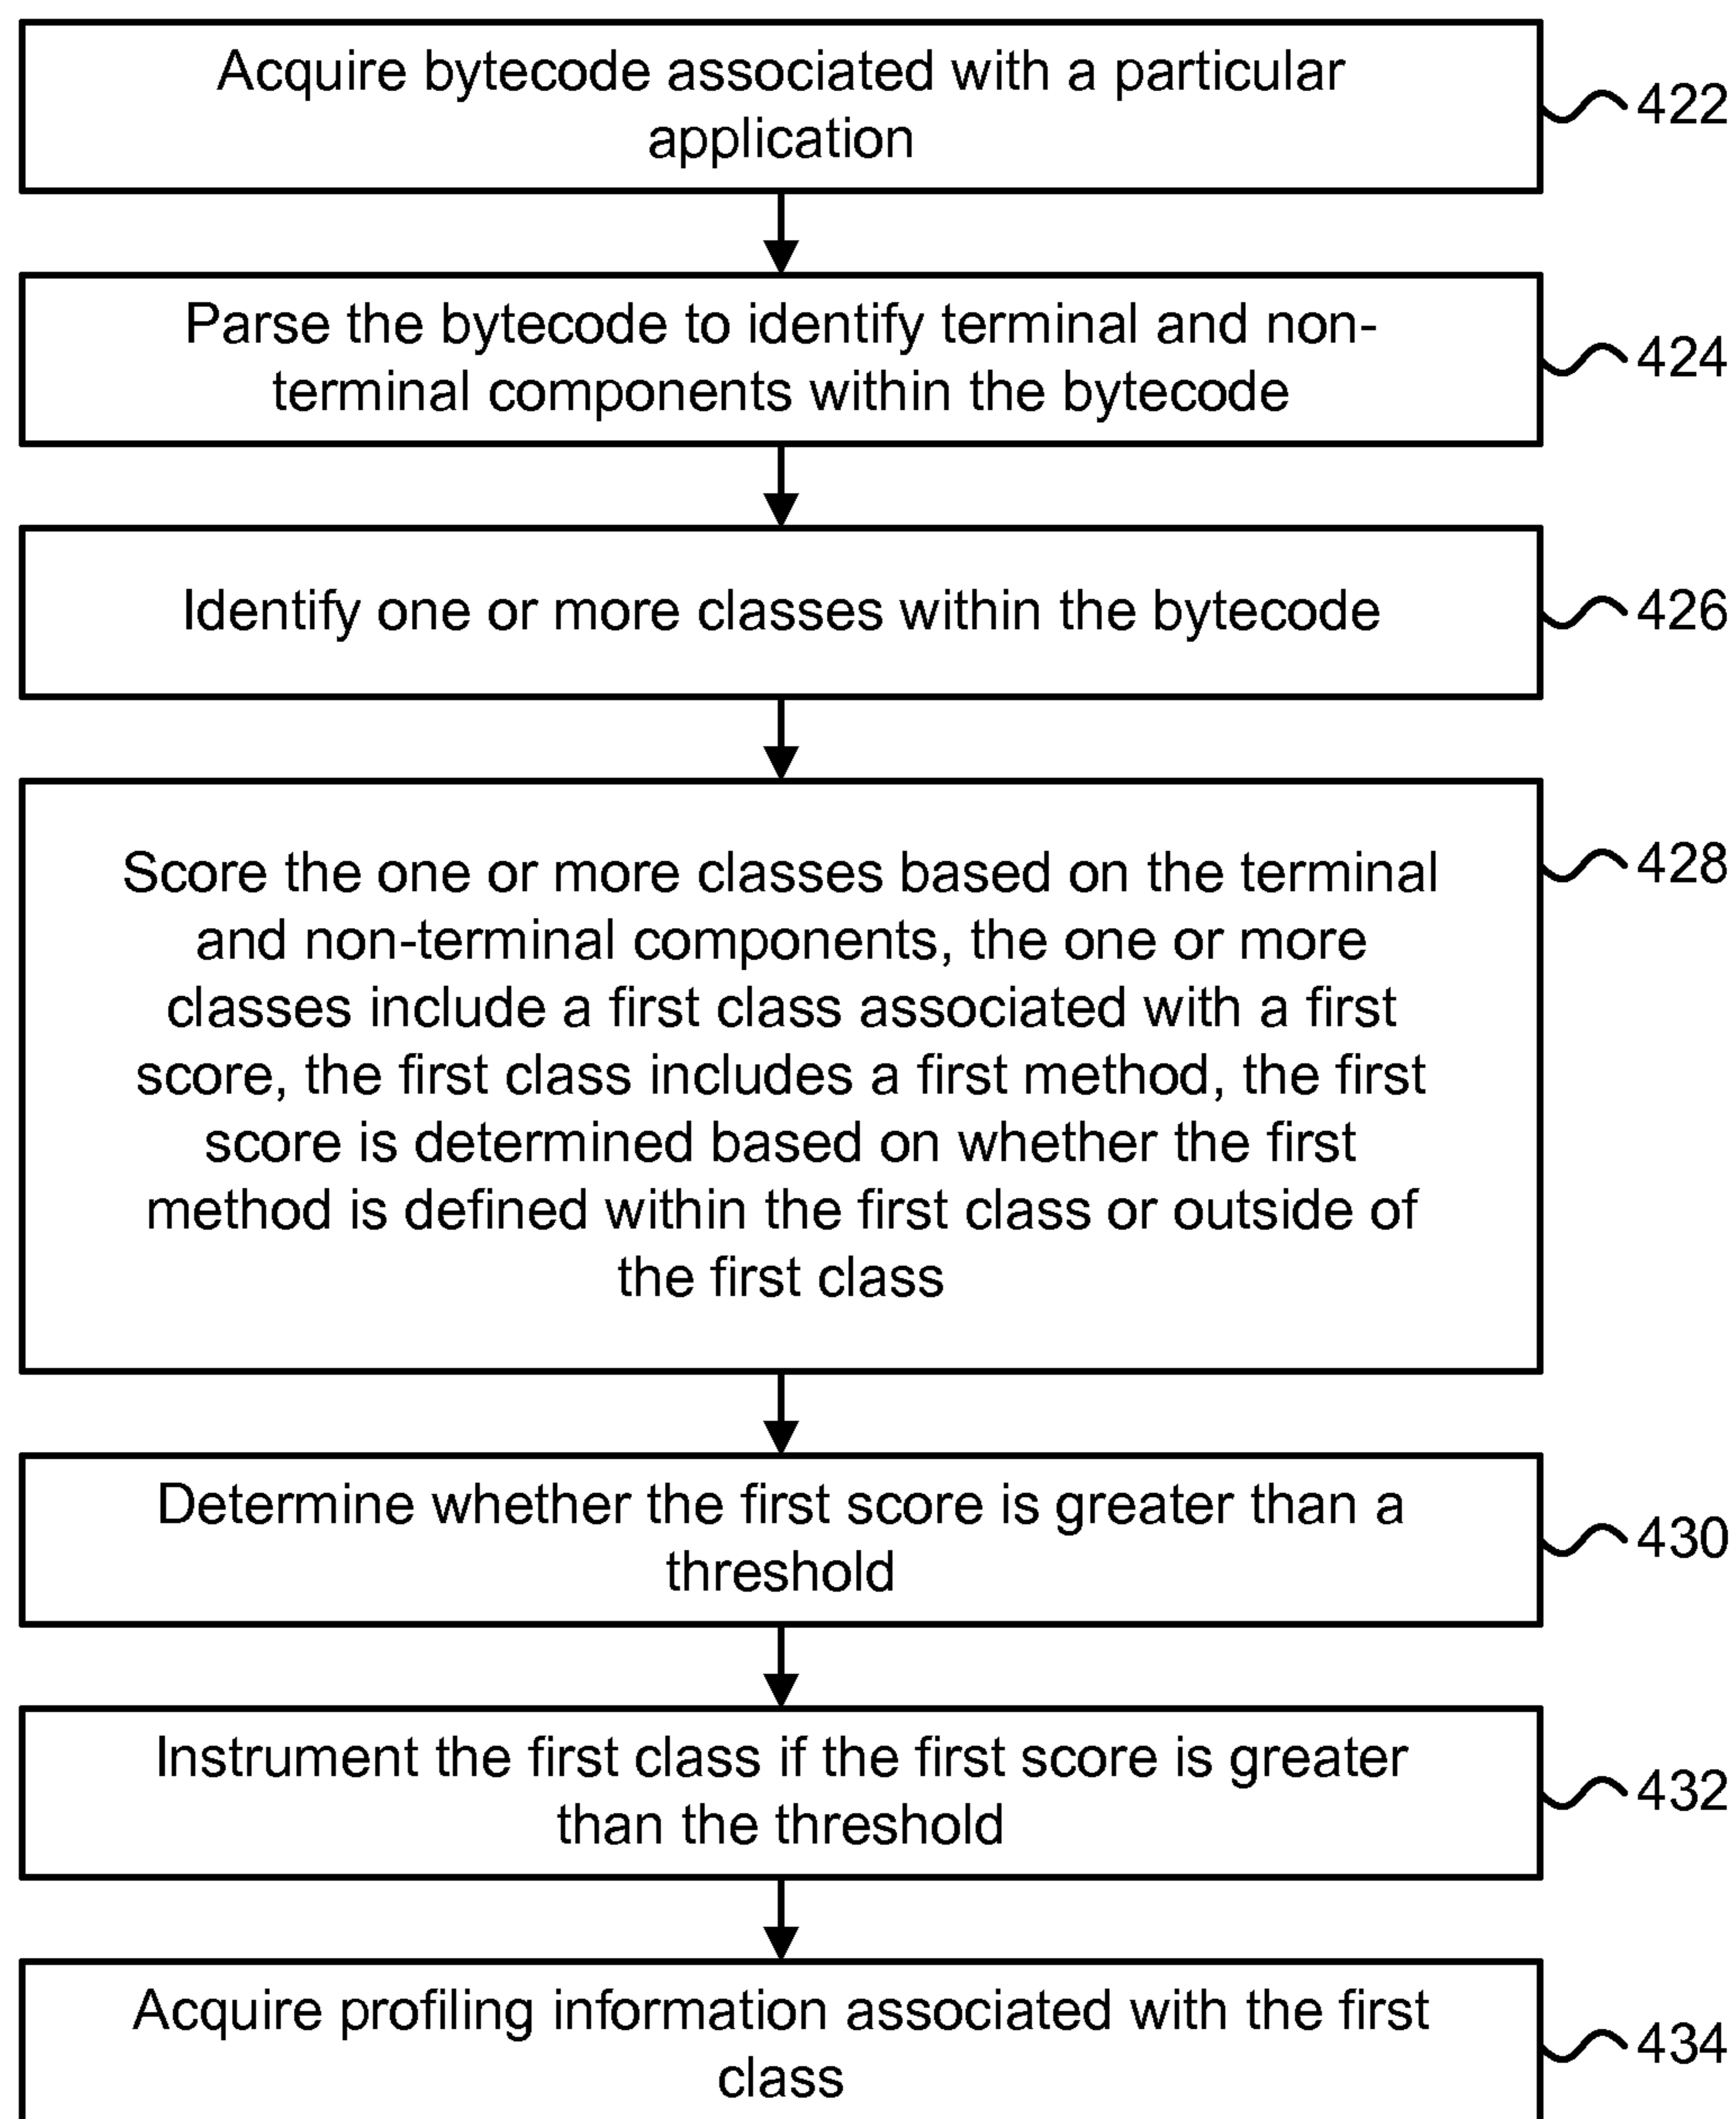 Acquire bytecode associated with a particular
application
422
Parse the bytecode to identify terminal and non-
terminal components within the bytecode
424
Identify one or more classes within the bytecode
426
Score the one or more classes based on the terminal
and non-terminal components, the one or more
classes include a first class associated with a first
score, the first class includes a first method, the first
score is determined based on whether the first
method is defined within the first class or outside of
the first class
428
Determine whether the first score is greater than a
threshold
430
Instrument the first class if the first score is greater
than the threshold
432
Acquire profiling information associated with the first
class
434